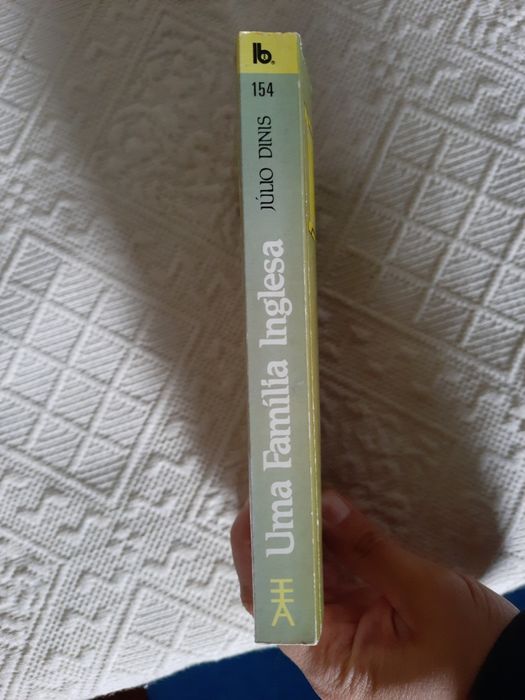 lb
154
JÚLIO DINIS
Uma Família Inglesa